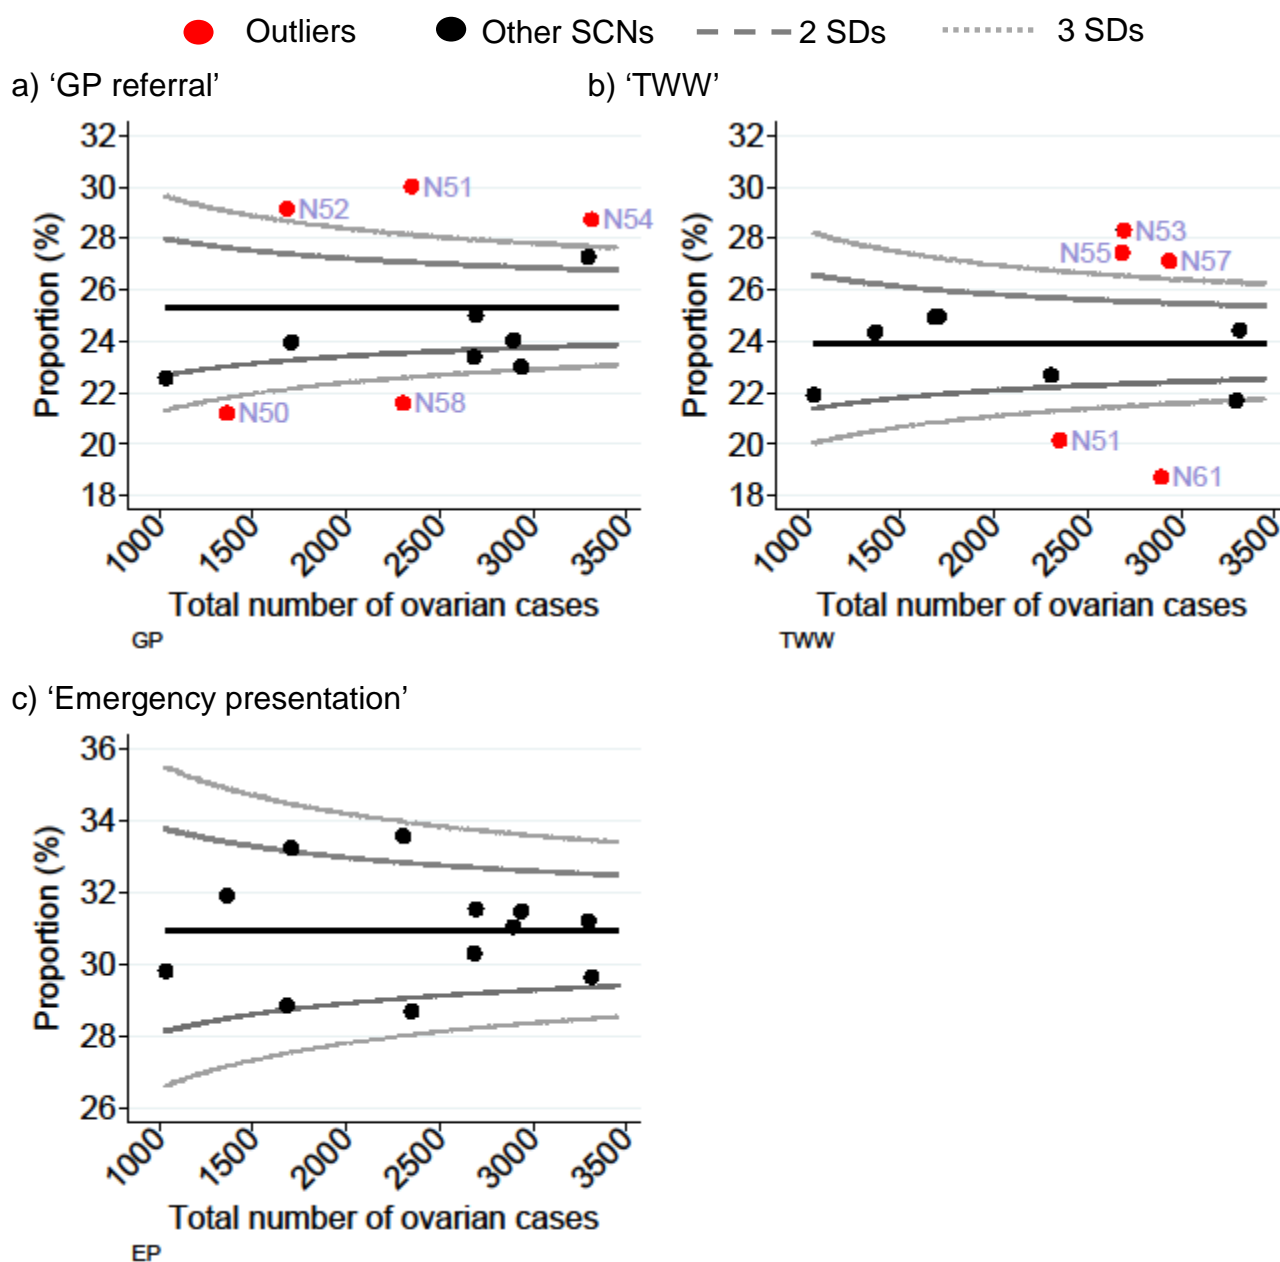 Outliers Other SCNs 2 SDs 3 SDs
a) ‘GP referral’ b) ‘TWW’
Proportion (%)
32
30
28
26
24
22
20
18
N51
N52
N54
N58
N50
1000 1500 2000 2500 3000 3500
Total number of ovarian cases
GP
Proportion (%)
32
30
28
26
24
22
20
18
N53
N55
N57
N51
N61
1000 1500 2000 2500 3000 3500
Total number of ovarian cases
TWW
c) ‘Emergency presentation’
Proportion (%)
36
34
32
30
28
26
1000 1500 2000 2500 3000 3500
Total number of ovarian cases
EP